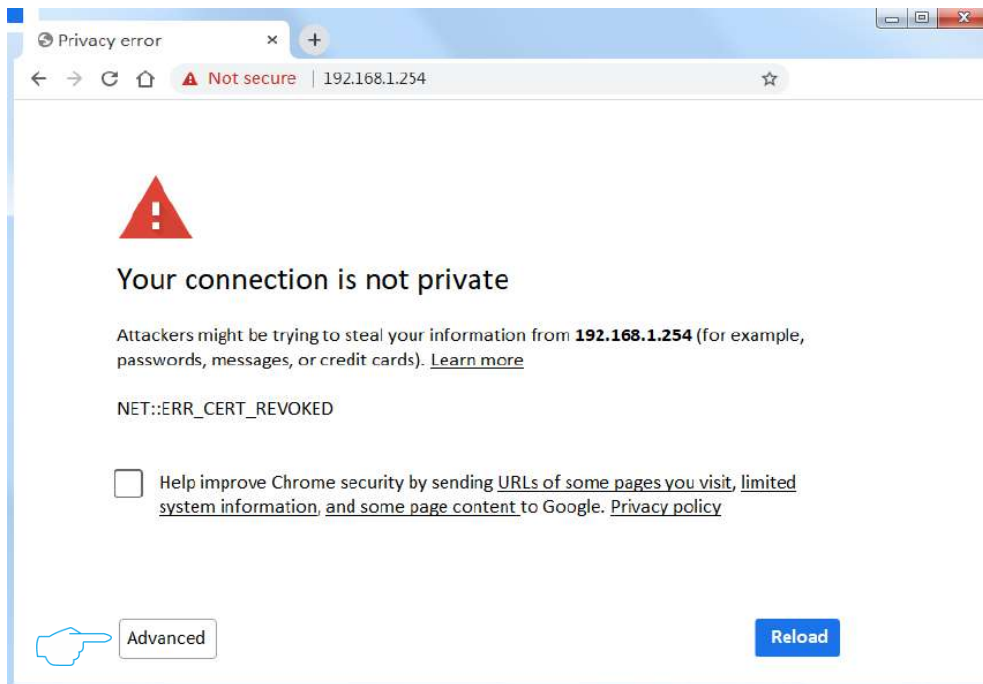 Privacy error
Not secure | 192.168.1.254
Your connection is not private
Attackers might be trying to steal your information from 192.168.1.254 (for example,
passwords, messages, or credit cards). Learn more
NET::ERR_CERT_REVOKED
Help improve Chrome security by sending URLs of some pages you visit, limited
system information, and some page content to Google. Privacy policy
Advanced
Reload